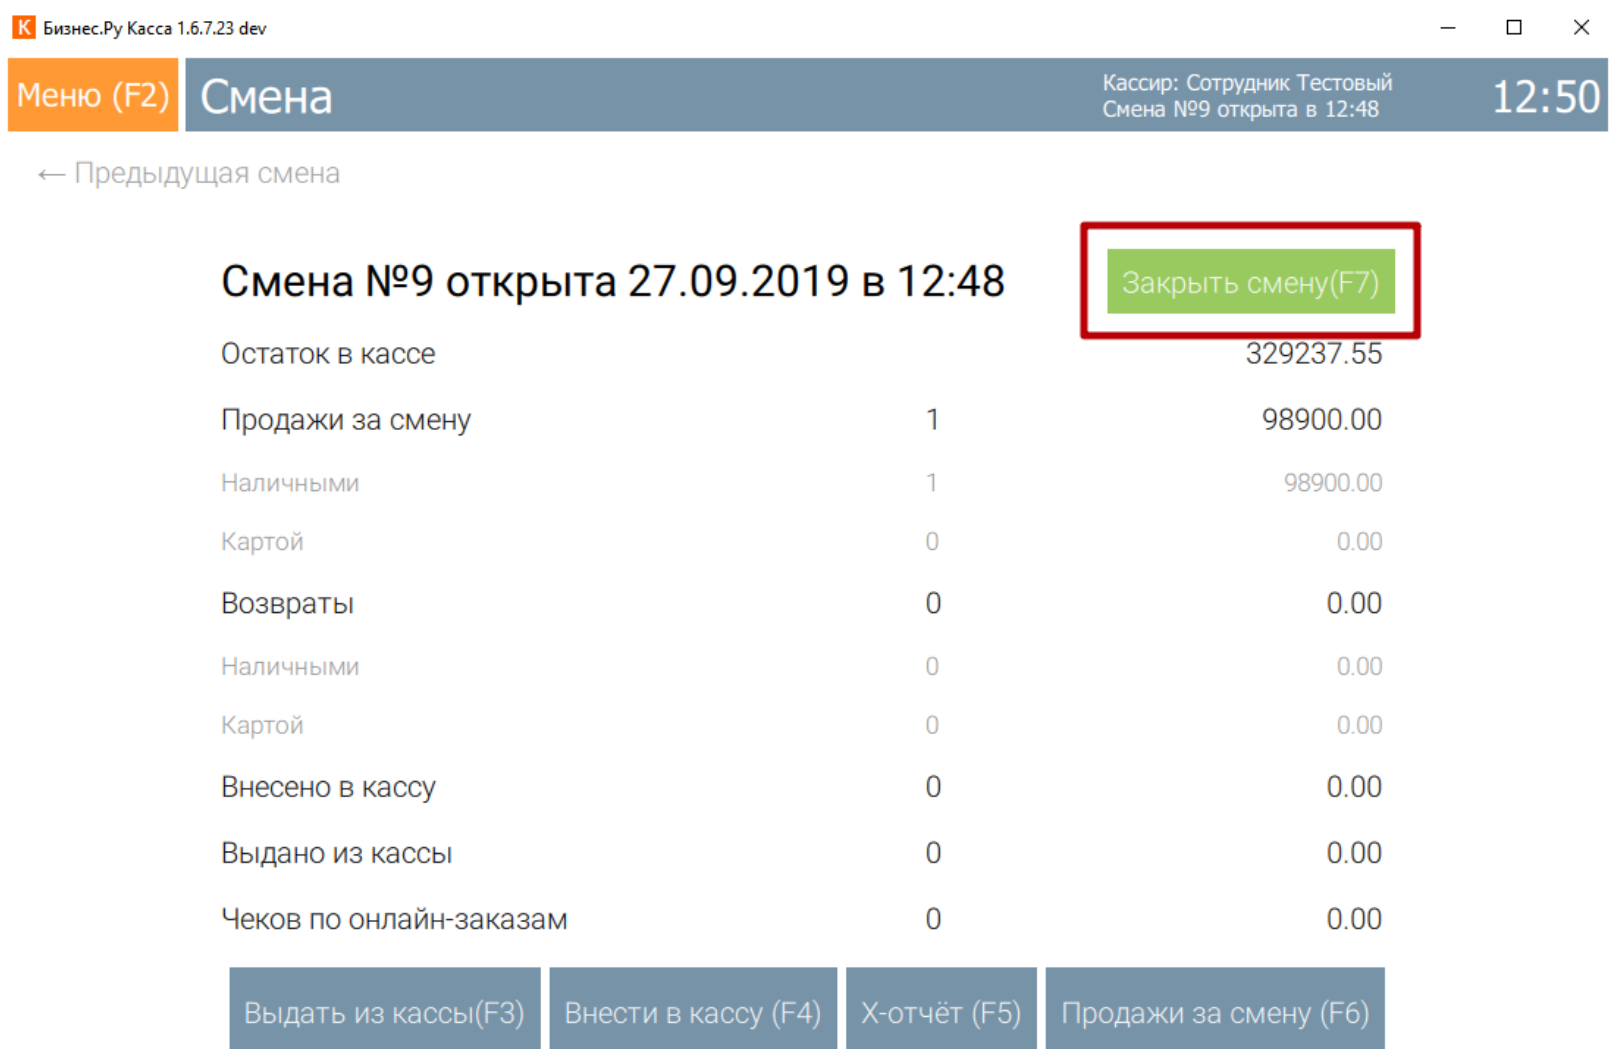 К Бизнес.Ру Касса 1.6.7.23 dev
Меню (F2) Смена
Кассир: Сотрудник Тестовый
Смена №9 открыта в 12:48
12:50
← Предыдущая смена
Смена №9 открыта 27.09.2019 в 12:48 Закрыть смену(F7)
Остаток в кассе 329237.55
Продажи за смену 1 98900.00
Наличными 1 98900.00
Картой 0 0.00
Возвраты 0 0.00
Наличными 0 0.00
Картой 0 0.00
Внесено в кассу 0 0.00
Выдано из кассы 0 0.00
Чеков по онлайн-заказам 0 0.00
Выдать из кассы(F3) Внести в кассу (F4) X-отчёт (F5) Продажи за смену (F6)